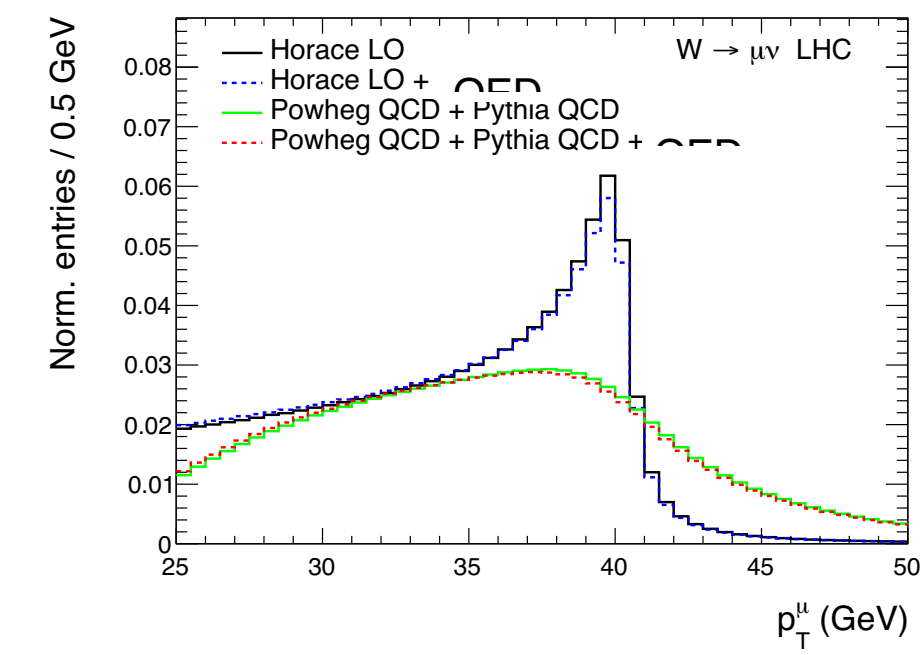 Norm. entries / 0.5 GeV
Horace LO
Horace LO +
Powheg QCD + Pythia QCD
Powheg QCD + Pythia QCD +
W → μν LHC
0.08
0.07
0.06
0.05
0.04
0.03
0.02
0.01
0
25 30 35 40 45 50
p_T^μ (GeV)